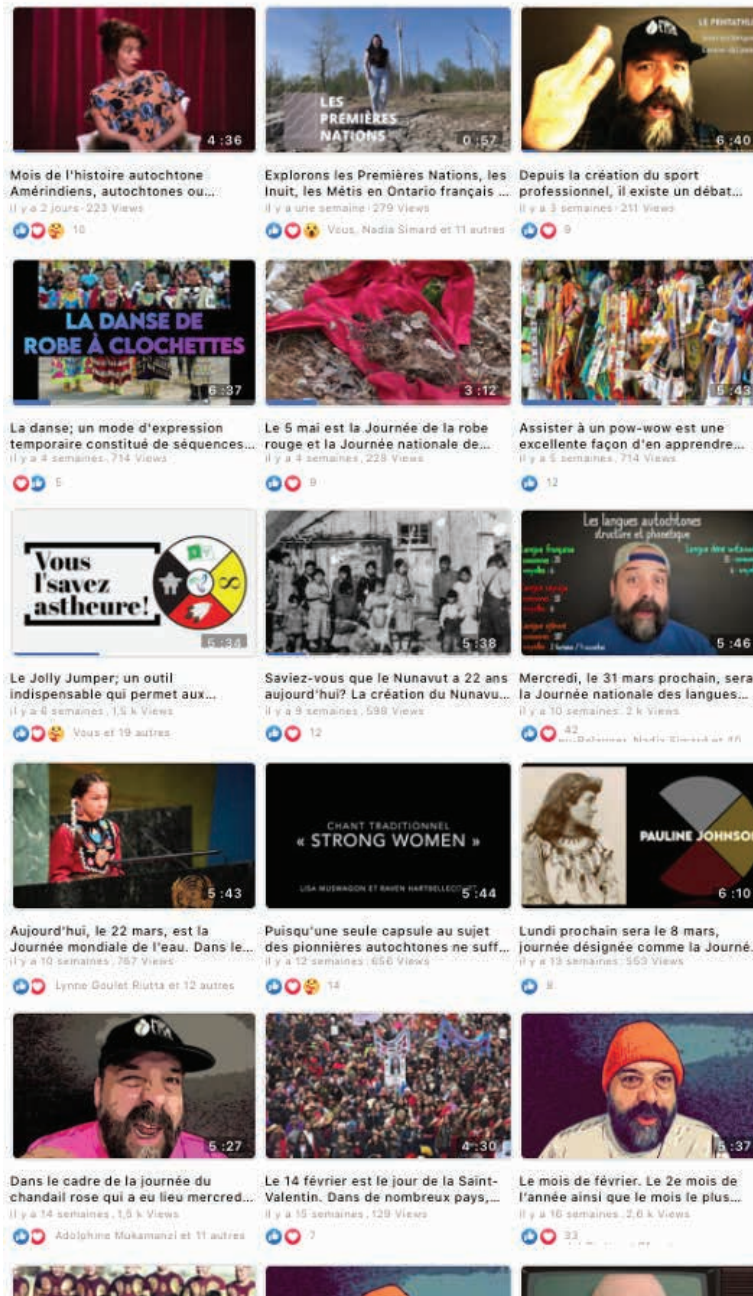 4:36
LES
PREMIÈRES
NATIONS
0:57
LE PENTATHL
6:40
Mois de l'histoire autochtone
Amérindiens, autochtones ou...
il y a 2 jours · 223 Views
10
Explorons les Premières Nations, les
Inuit, les Métis en Ontario français ...
il y a une semaine · 279 Views
Vous, Nadia Simard et 11 autres
Depuis la création du sport
professionnel, il existe un débat...
il y a 3 semaines · 211 Views
9
LA DANSE DE
ROBE À CLOCHETTES
6:37
3:12
5:43
La danse; un mode d'expression
temporaire constitué de séquences...
il y a 4 semaines · 714 Views
5
Le 5 mai est la Journée de la robe
rouge et la Journée nationale de...
il y a 4 semaines · 228 Views
9
Assister à un pow-wow est une
excellente façon d'en apprendre...
il y a 5 semaines · 714 Views
12
Vous
l'savez
astheure!
5:34
5:38
Les langues autochtones
structure et phonétique
5:46
Le Jolly Jumper; un outil
indispensable qui permet aux...
il y a 6 semaines · 1,5 k Views
Vous et 19 autres
Saviez-vous que le Nunavut a 22 ans
aujourd'hui? La création du Nunavu...
il y a 9 semaines · 598 Views
12
Mercredi, le 31 mars prochain, sera
la Journée nationale des langues...
il y a 10 semaines · 2 k Views
42
5:43
CHANT TRADITIONNEL
« STRONG WOMEN »
LISA MUSWAGON ET RAVEN
5:44
PAULINE JOHNSO
6:10
Aujourd'hui, le 22 mars, est la
Journée mondiale de l'eau. Dans le...
il y a 10 semaines · 767 Views
Lynne Goulet Riutta et 12 autres
Puisqu'une seule capsule au sujet
des pionnières autochtones ne suff...
il y a 12 semaines · 656 Views
14
Lundi prochain sera le 8 mars,
journée désignée comme la Journé.
il y a 13 semaines · 553 Views
8
5:27
4:30
5:37
Dans le cadre de la journée du
chandail rose qui a eu lieu mercred...
il y a 14 semaines · 1,5 k Views
Adolphine Mukamanzi et 11 autres
Le 14 février est le jour de la Saint-
Valentin. Dans de nombreux pays,...
il y a 15 semaines · 129 Views
7
Le mois de février. Le 2e mois de
l'année ainsi que le mois le plus...
il y a 16 semaines · 2,6 k Views
33